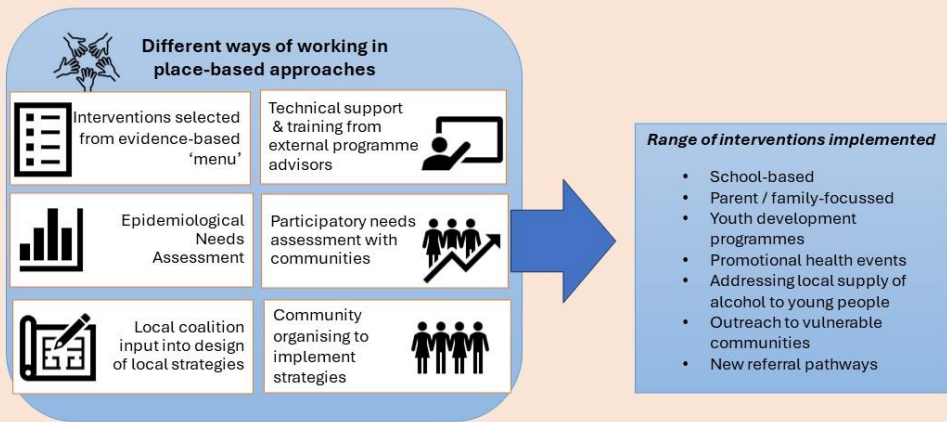 Different ways of working in
place-based approaches
Interventions selected
from evidence-based
‘menu’
Technical support
& training from
external programme
advisors
Epidemiological
Needs
Assessment
Participatory needs
assessment with
communities
Local coalition
input into design
of local strategies
Community
organising to
implement
strategies
Range of interventions implemented
• School-based
• Parent / family-focussed
• Youth development
programmes
• Promotional health events
• Addressing local supply of
alcohol to young people
• Outreach to vulnerable
communities
• New referral pathways